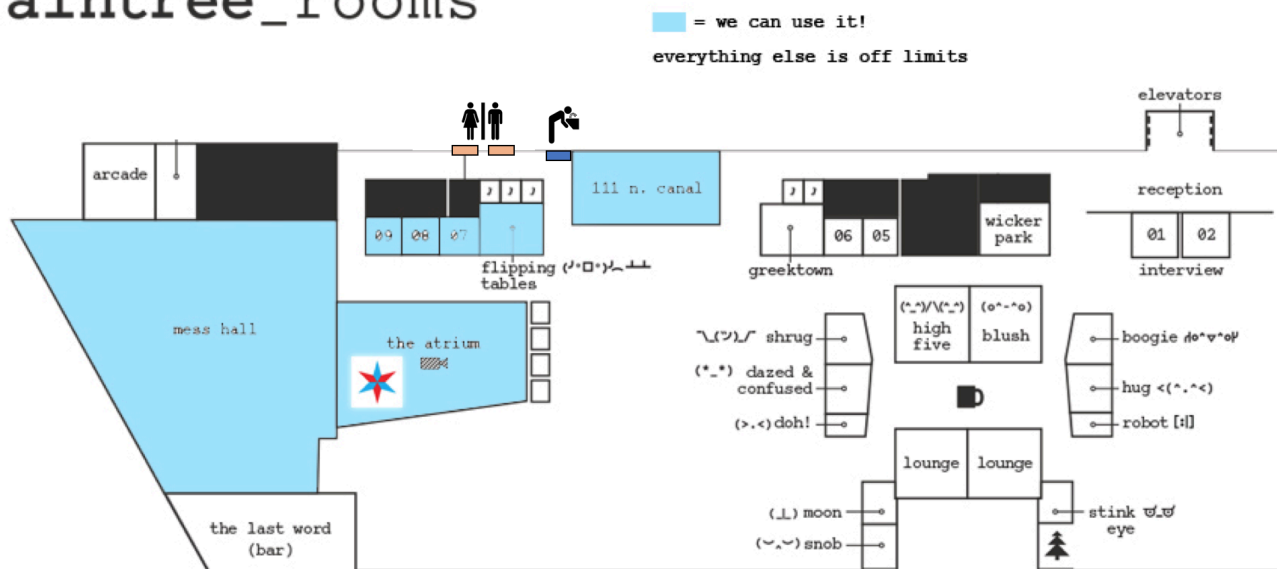 aintree_rooms
= we can use it!
everything else is off limits
elevators
arcade
111 n. canal
reception
09 08 07
06 05
wicker
park
01 02
flipping (╯°□°)╯︵ ┻━┻
tables
greektown
interview
mess hall
the atrium
¯\_(ツ)_/¯ shrug
(^_^)/\(^_^)
high
five
(o^-^o)
blush
boogie
(*_*) dazed &
confused
hug <(^.^<)
(>.<) doh!
robot [:|]
lounge lounge
(_|_) moon
stink ಠ_ಠ
eye
the last word
(bar)
(~.~) snob